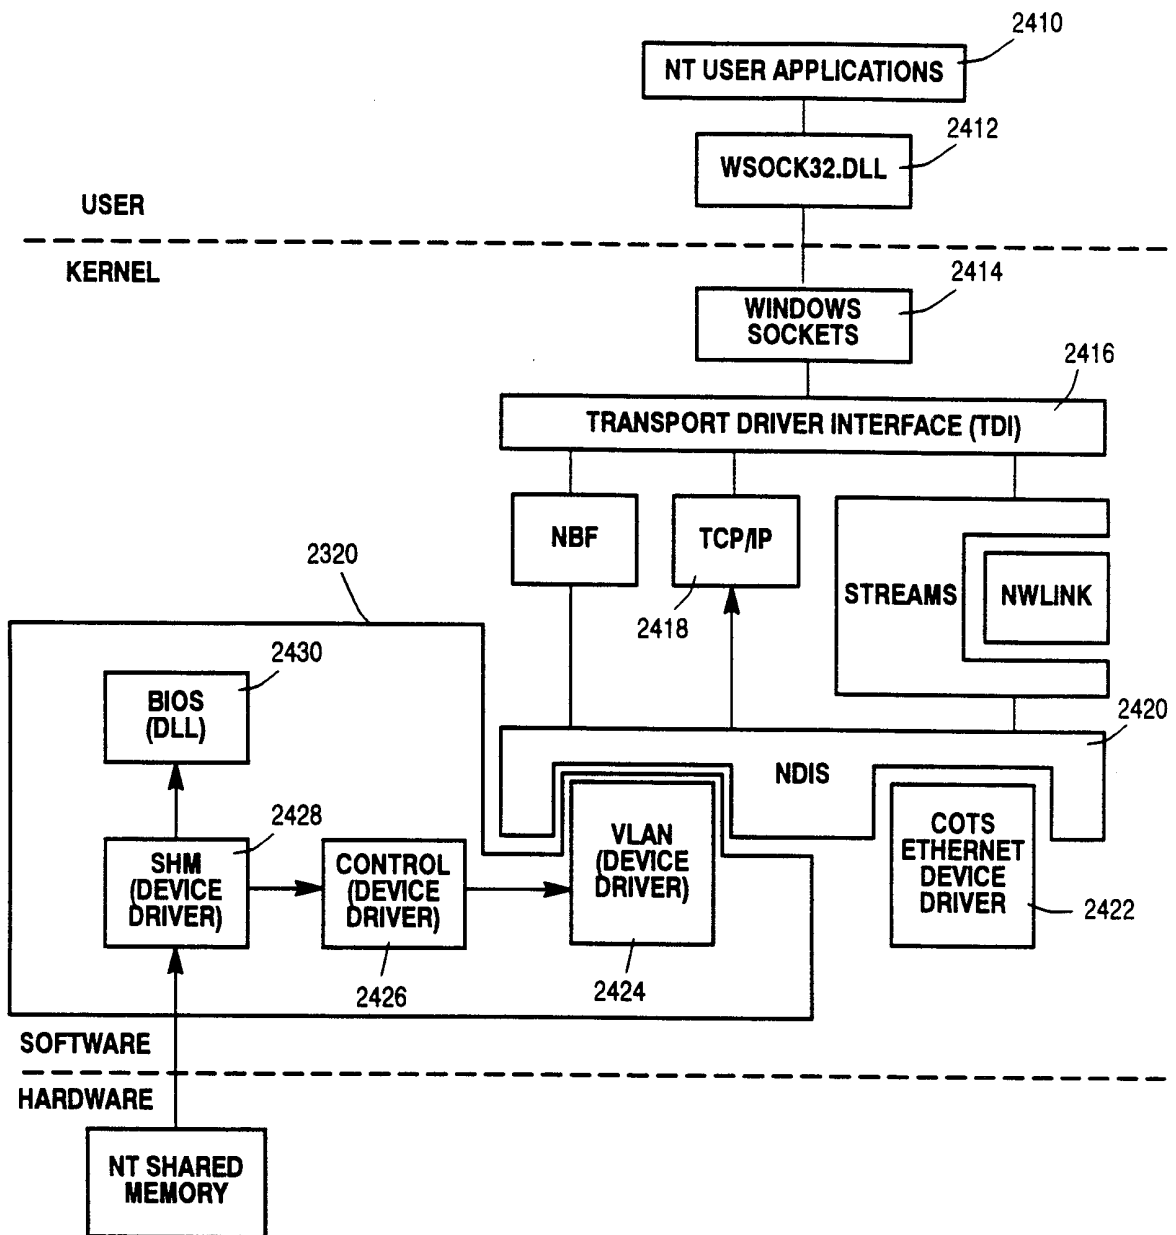 2410
NT USER APPLICATIONS
2412
WSOCK32.DLL
USER
KERNEL
2414
WINDOWS
SOCKETS
2416
TRANSPORT DRIVER INTERFACE (TDI)
NBF
TCP/IP
2418
STREAMS
NWLINK
2320
2430
BIOS
(DLL)
2420
NDIS
2428
SHM
(DEVICE
DRIVER)
CONTROL
(DEVICE
DRIVER)
2426
VLAN
(DEVICE
DRIVER)
2424
COTS
ETHERNET
DEVICE
DRIVER
2422
SOFTWARE
HARDWARE
NT SHARED
MEMORY